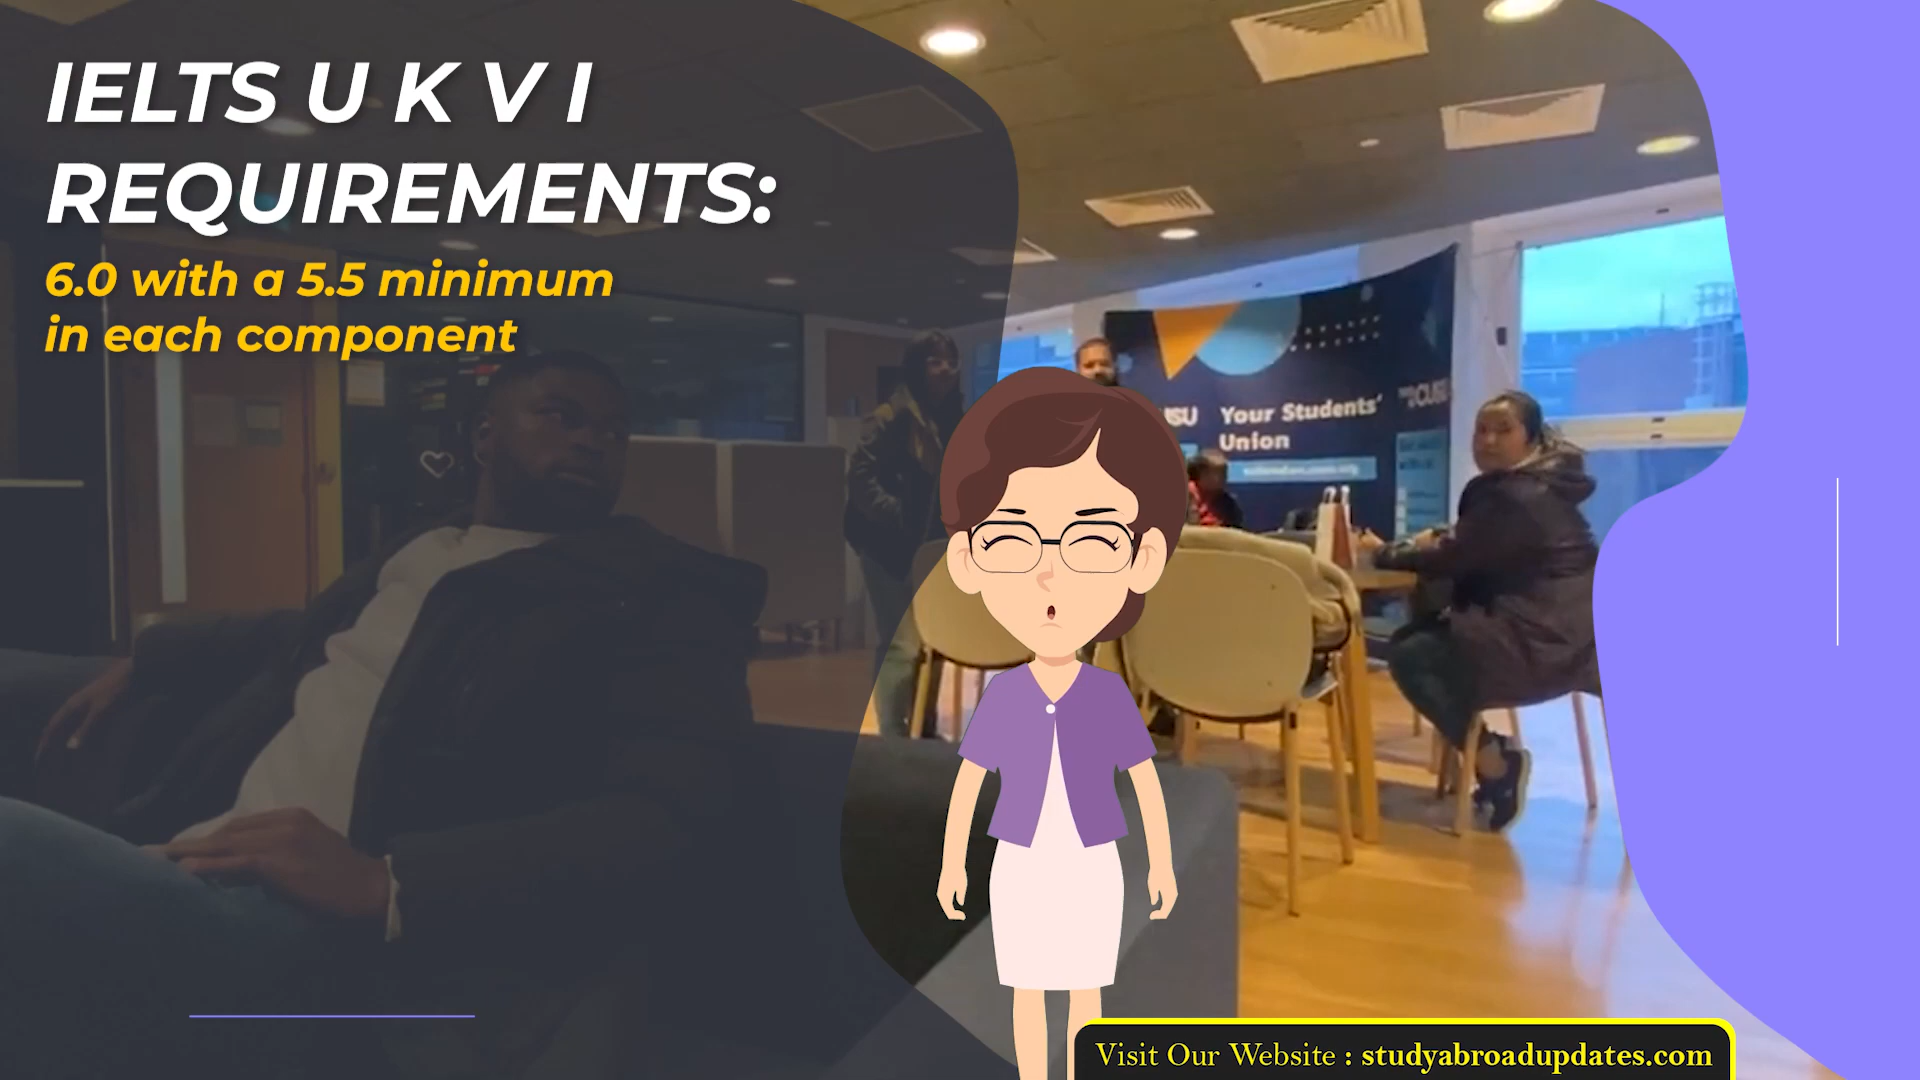 IELTS U K V I
REQUIREMENTS:
6.0 with a 5.5 minimum
in each component
Your Students'
Union
Visit Our Website : studyabroadupdates.com